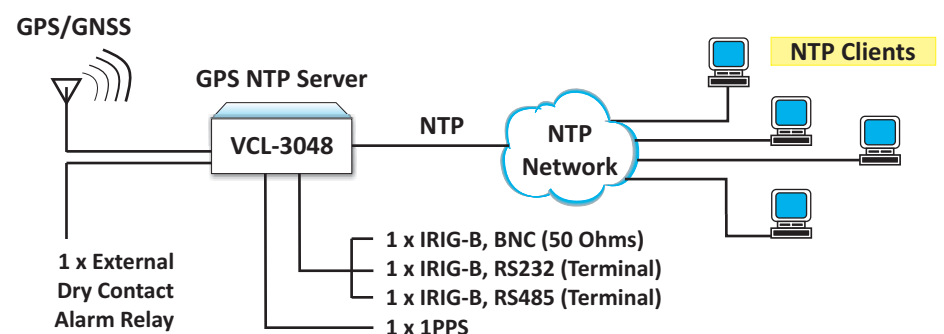 GPS/GNSS
GPS NTP Server
VCL-3048
NTP
NTP
Network
NTP Clients
1 x External
Dry Contact
Alarm Relay
1 x IRIG-B, BNC (50 Ohms)
1 x IRIG-B, RS232 (Terminal)
1 x IRIG-B, RS485 (Terminal)
1 x 1PPS